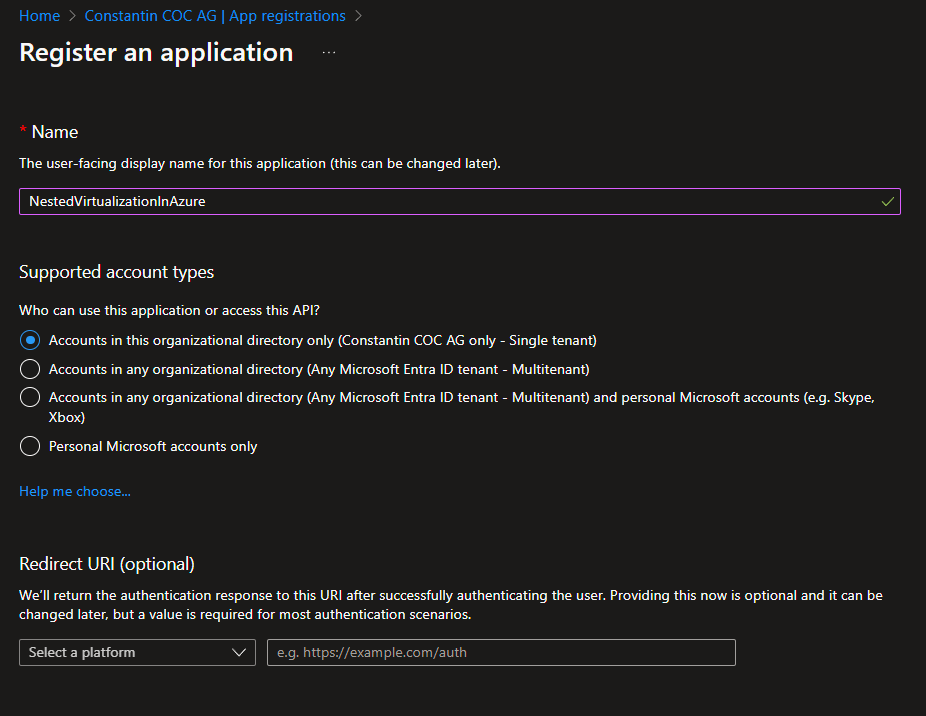 Home > Constantin COC AG | App registrations >
Register an application ...
* Name
The user-facing display name for this application (this can be changed later).
NestedVirtualizationInAzure
Supported account types
Who can use this application or access this API?
Accounts in this organizational directory only (Constantin COC AG only - Single tenant)
Accounts in any organizational directory (Any Microsoft Entra ID tenant - Multitenant)
Accounts in any organizational directory (Any Microsoft Entra ID tenant - Multitenant) and personal Microsoft accounts (e.g. Skype,
Xbox)
Personal Microsoft accounts only
Help me choose...
Redirect URI (optional)
We'll return the authentication response to this URI after successfully authenticating the user. Providing this now is optional and it can be
changed later, but a value is required for most authentication scenarios.
Select a platform e.g. https://example.com/auth